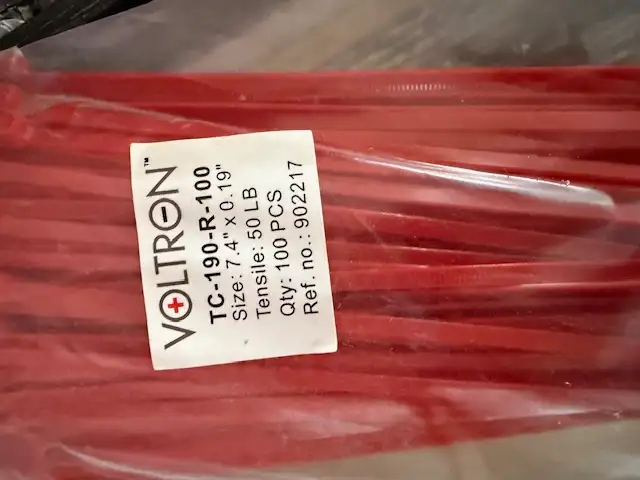 VOLTRON™
TC-190-R-100
Size: 7.4" x 0.19"
Tensile: 50 LB
Qty: 100 PCS
Ref. no.: 902217